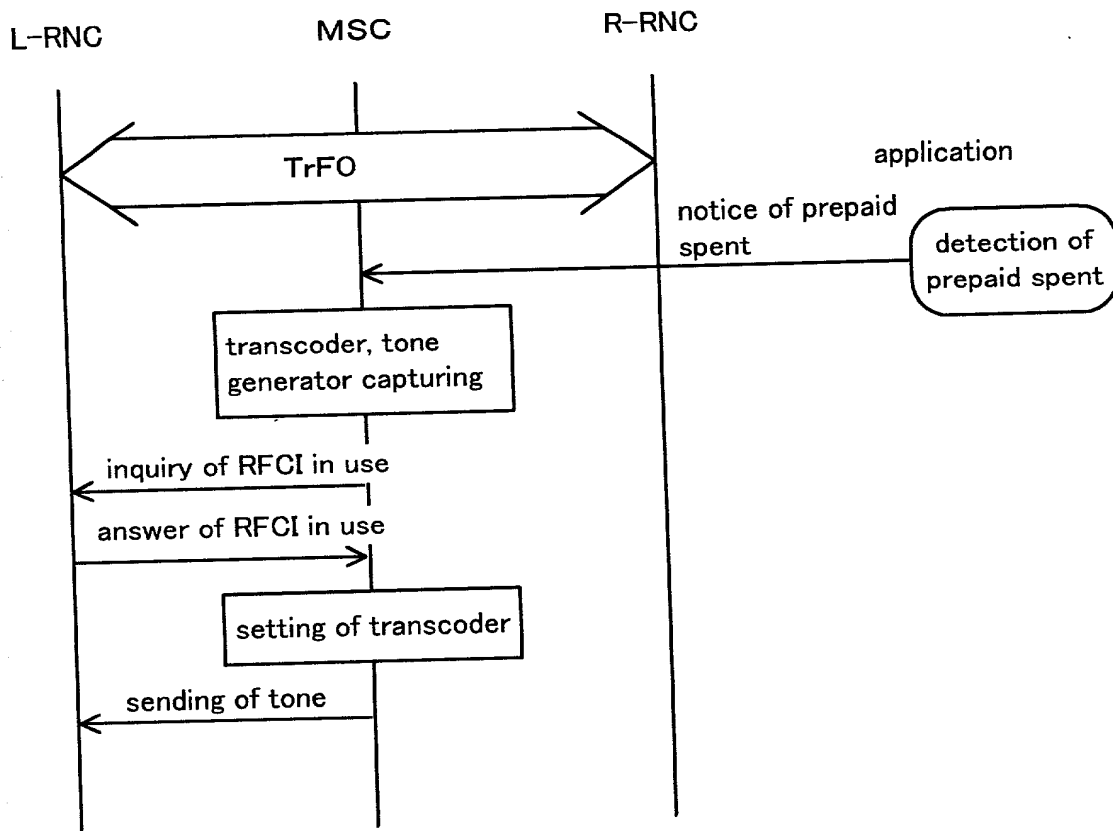 L-RNC
MSC
R-RNC
TrFO
application
notice of prepaid
spent
detection of
prepaid spent
transcoder, tone
generator capturing
inquiry of RFCI in use
answer of RFCI in use
setting of transcoder
sending of tone